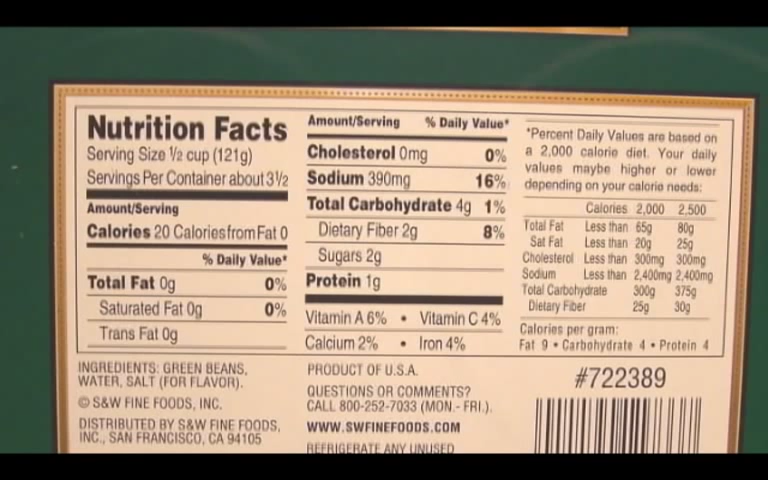 Nutrition Facts
Serving Size 1/2 cup (121g)
Servings Per Container about 3 1/2
Amount/Serving
Calories 20 Calories from Fat 0
% Daily Value*
Total Fat 0g 0%
Saturated Fat 0g 0%
Trans Fat 0g
Amount/Serving % Daily Value*
Cholesterol 0mg 0%
Sodium 390mg 16%
Total Carbohydrate 4g 1%
Dietary Fiber 2g 8%
Sugars 2g
Protein 1g
Vitamin A 6% • Vitamin C 4%
Calcium 2% • Iron 4%
*Percent Daily Values are based on
a 2,000 calorie diet. Your daily
values maybe higher or lower
depending on your calorie needs:
Calories 2,000 2,500
Total Fat Less than 65g 80g
Sat Fat Less than 20g 25g
Cholesterol Less than 300mg 300mg
Sodium Less than 2,400mg 2,400mg
Total Carbohydrate 300g 375g
Dietary Fiber 25g 30g
Calories per gram:
Fat 9 • Carbohydrate 4 • Protein 4
INGREDIENTS: GREEN BEANS,
WATER, SALT (FOR FLAVOR).
© S&W FINE FOODS, INC.
DISTRIBUTED BY S&W FINE FOODS,
INC., SAN FRANCISCO, CA 94105
PRODUCT OF U.S.A.
QUESTIONS OR COMMENTS?
CALL 800-252-7033 (MON.- FRI.).
WWW.SWFINEFOODS.COM
REFRIGERATE ANY UNUSED
#722389